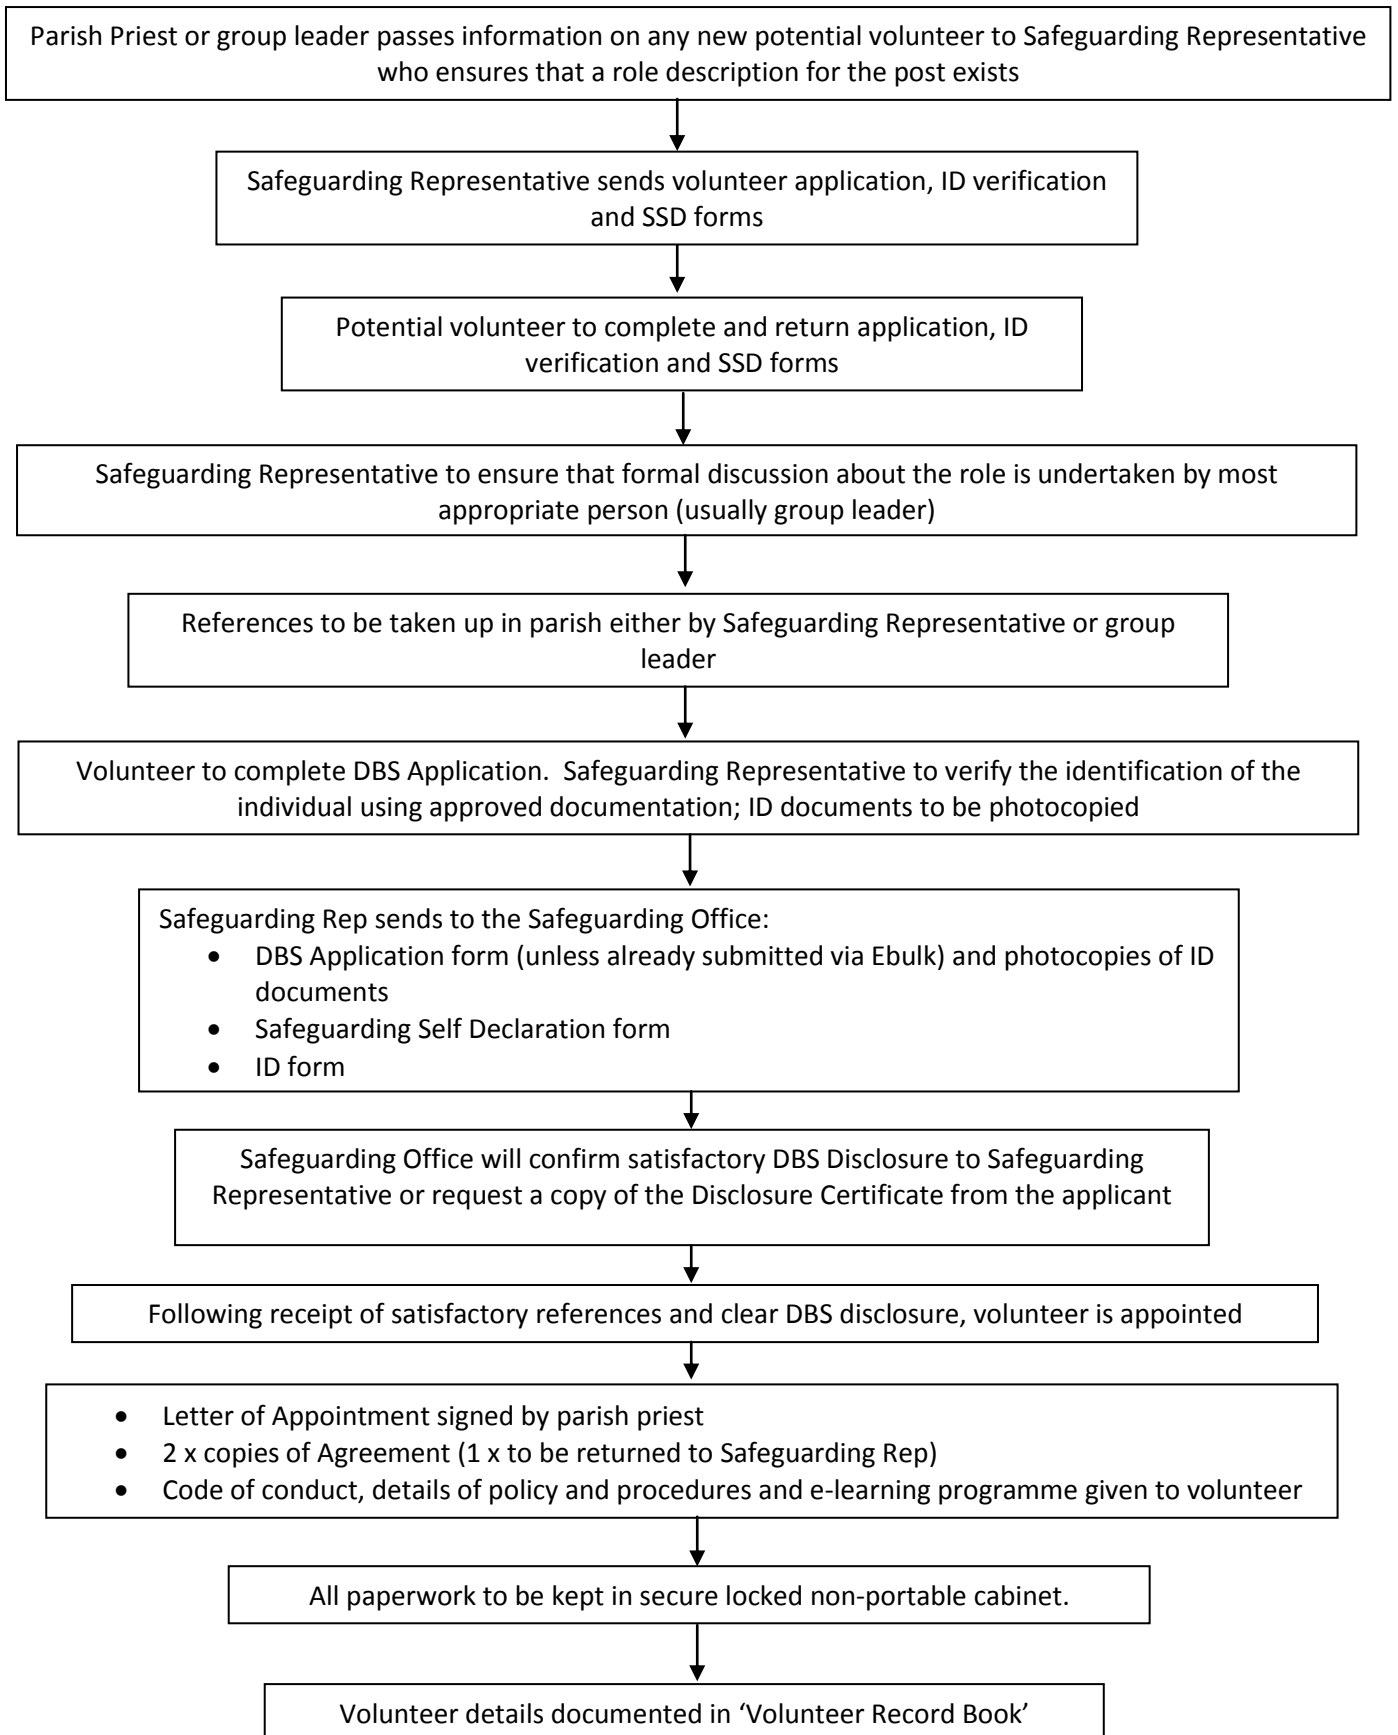 Parish Priest or group leader passes information on any new potential volunteer to Safeguarding Representative
who ensures that a role description for the post exists
Safeguarding Representative sends volunteer application, ID verification
and SSD forms
Potential volunteer to complete and return application, ID
verification and SSD forms
Safeguarding Representative to ensure that formal discussion about the role is undertaken by most
appropriate person (usually group leader)
References to be taken up in parish either by Safeguarding Representative or group
leader
Volunteer to complete DBS Application.  Safeguarding Representative to verify the identification of the
individual using approved documentation; ID documents to be photocopied
Safeguarding Rep sends to the Safeguarding Office:
• DBS Application form (unless already submitted via Ebulk) and photocopies of ID
documents
• Safeguarding Self Declaration form
• ID form
Safeguarding Office will confirm satisfactory DBS Disclosure to Safeguarding
Representative or request a copy of the Disclosure Certificate from the applicant
Following receipt of satisfactory references and clear DBS disclosure, volunteer is appointed
• Letter of Appointment signed by parish priest
• 2 x copies of Agreement (1 x to be returned to Safeguarding Rep)
• Code of conduct, details of policy and procedures and e-learning programme given to volunteer
All paperwork to be kept in secure locked non-portable cabinet.
Volunteer details documented in ‘Volunteer Record Book’